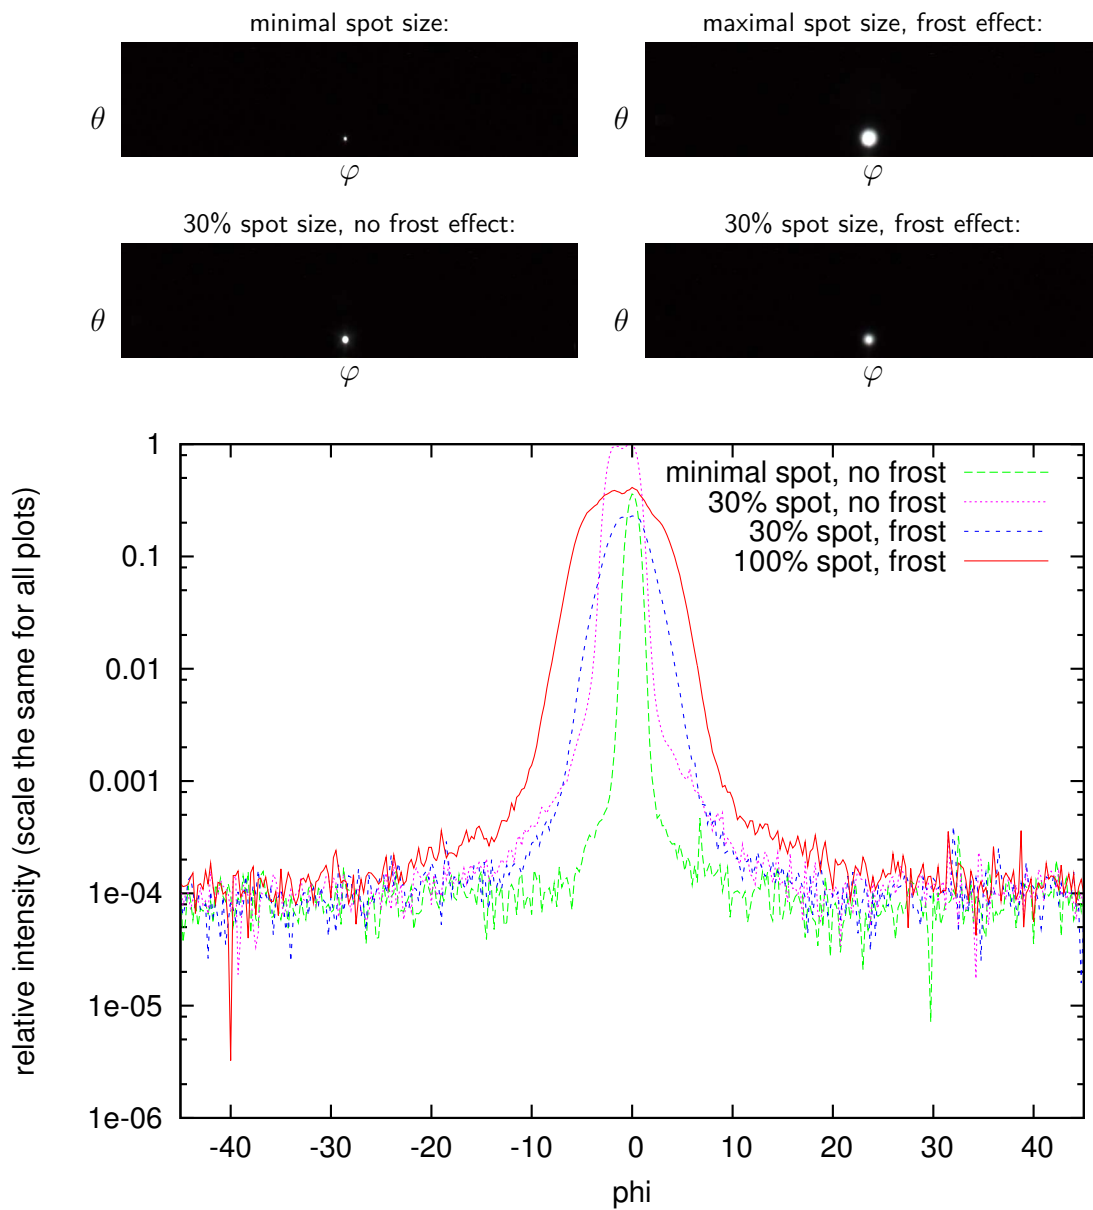 minimal spot size:
maximal spot size, frost effect:
θ
θ
φ
φ
30% spot size, no frost effect:
30% spot size, frost effect:
θ
θ
φ
φ
relative intensity (scale the same for all plots)
1
0.1
0.01
0.001
1e-04
1e-05
1e-06
minimal spot, no frost
30% spot, no frost
30% spot, frost
100% spot, frost
-40 -30 -20 -10 0 10 20 30 40
phi